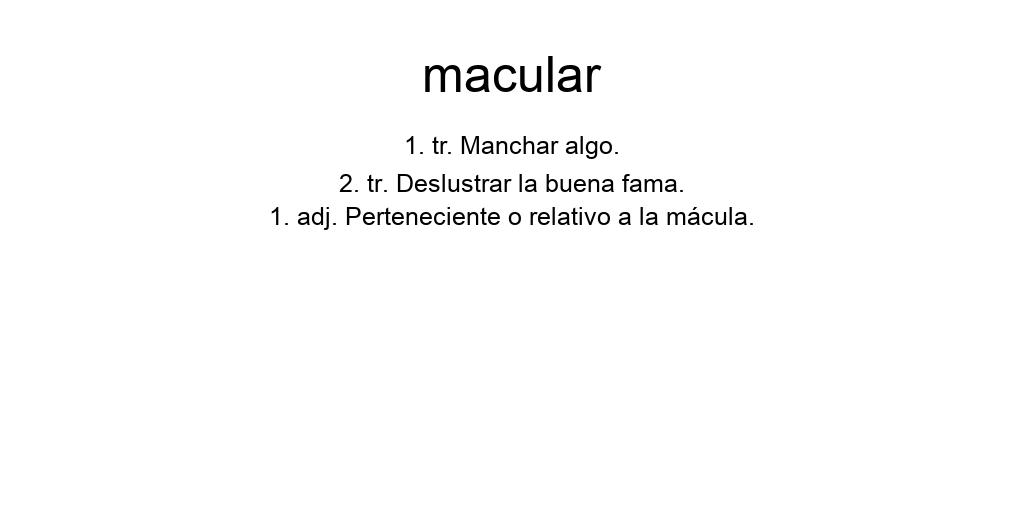 macular
1. tr. Manchar algo.
2. tr. Deslustrar la buena fama.
1. adj. Perteneciente o relativo a la mácula.